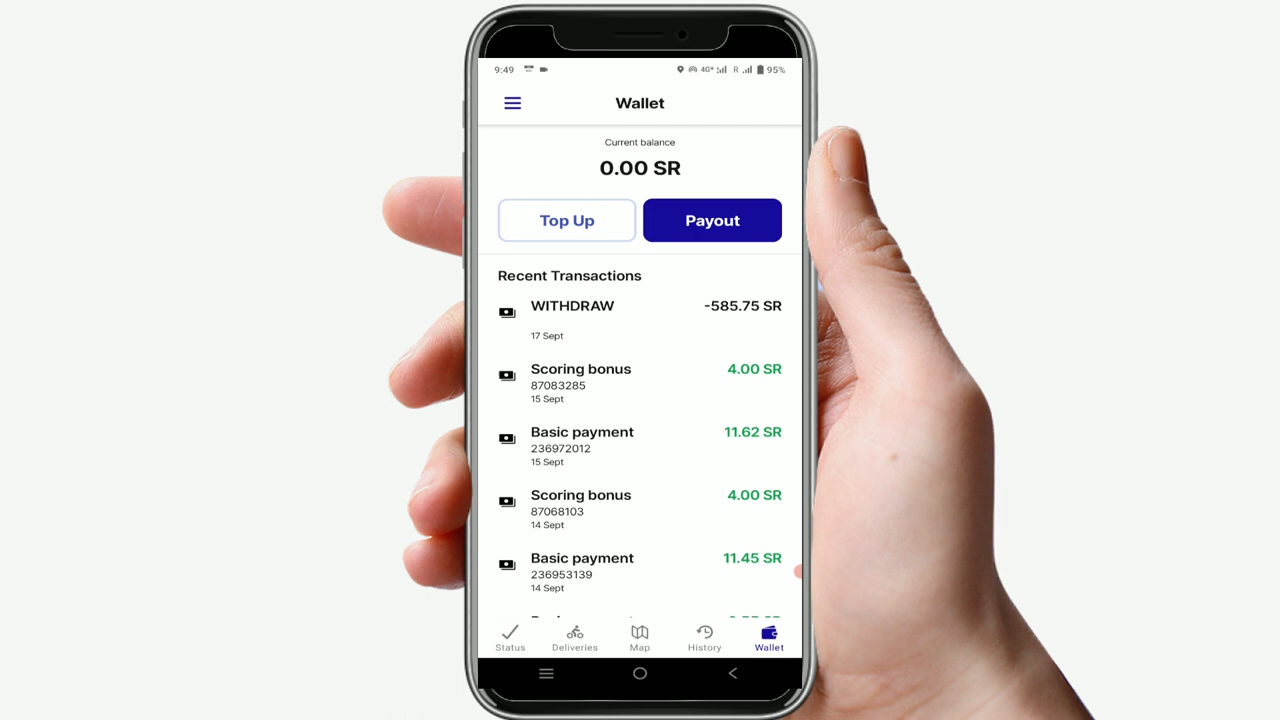 9:49
4G+ R 95%
Wallet
Current balance
0.00 SR
Top Up Payout
Recent Transactions
WITHDRAW -585.75 SR
17 Sept
Scoring bonus 4.00 SR
87083285
15 Sept
Basic payment 11.62 SR
236972012
15 Sept
Scoring bonus 4.00 SR
87068103
14 Sept
Basic payment 11.45 SR
236953139
14 Sept
Status Deliveries Map History Wallet